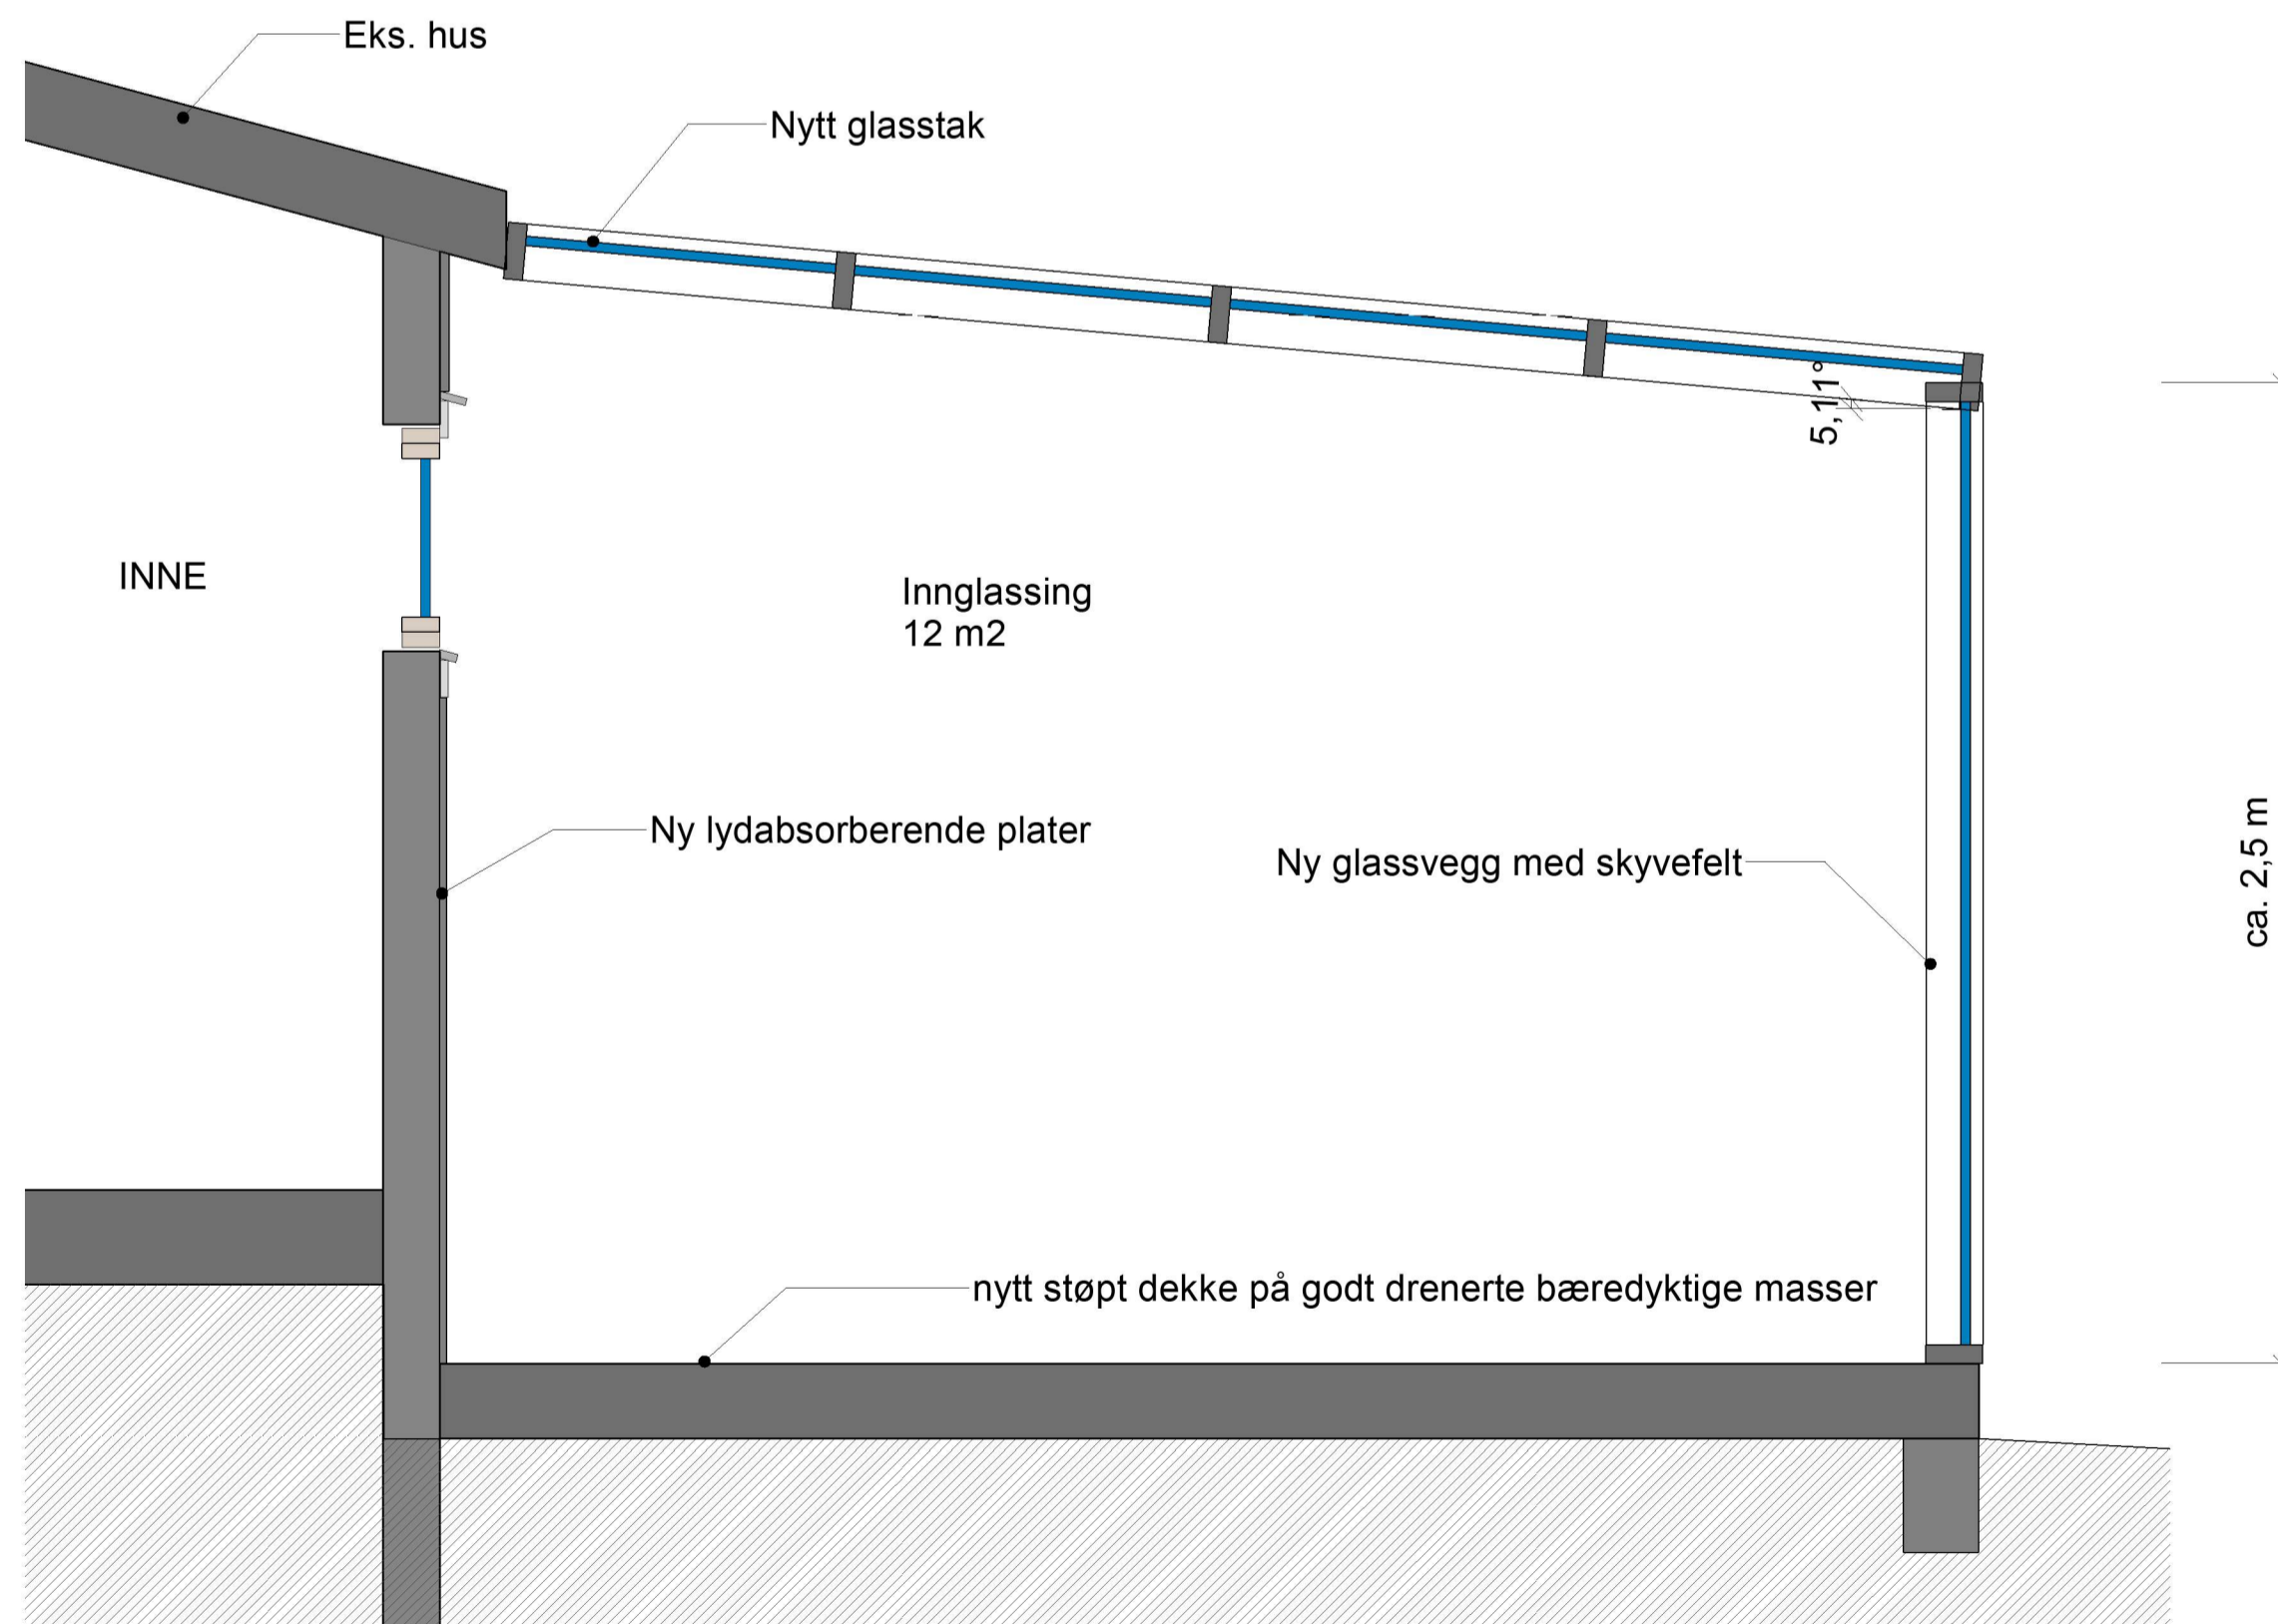 Eks. hus
Nytt glasstak
5,11°
INNE
Innglassing
12 m2
Ny lydabsorberende plater
Ny glassvegg med skyvefelt
ca. 2,5 m
nytt støpt dekke på godt drenerte bæredyktige masser